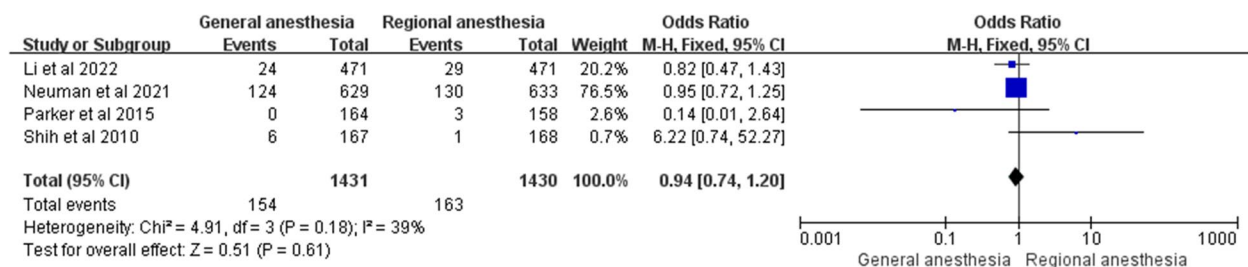 General anesthesia Regional anesthesia Odds Ratio Odds Ratio
Study or Subgroup Events Total Events Total Weight M-H, Fixed, 95% CI M-H, Fixed, 95% CI
Li et al 2022 24 471 29 471 20.2% 0.82 [0.47, 1.43]
Neuman et al 2021 124 629 130 633 76.5% 0.95 [0.72, 1.25]
Parker et al 2015 0 164 3 158 2.6% 0.14 [0.01, 2.64]
Shih et al 2010 6 167 1 168 0.7% 6.22 [0.74, 52.27]
Total (95% CI) 1431 1430 100.0% 0.94 [0.74, 1.20]
Total events 154 163
Heterogeneity: Chi² = 4.91, df = 3 (P = 0.18); I² = 39%
Test for overall effect: Z = 0.51 (P = 0.61)
0.001 0.1 1 10 1000
General anesthesia Regional anesthesia